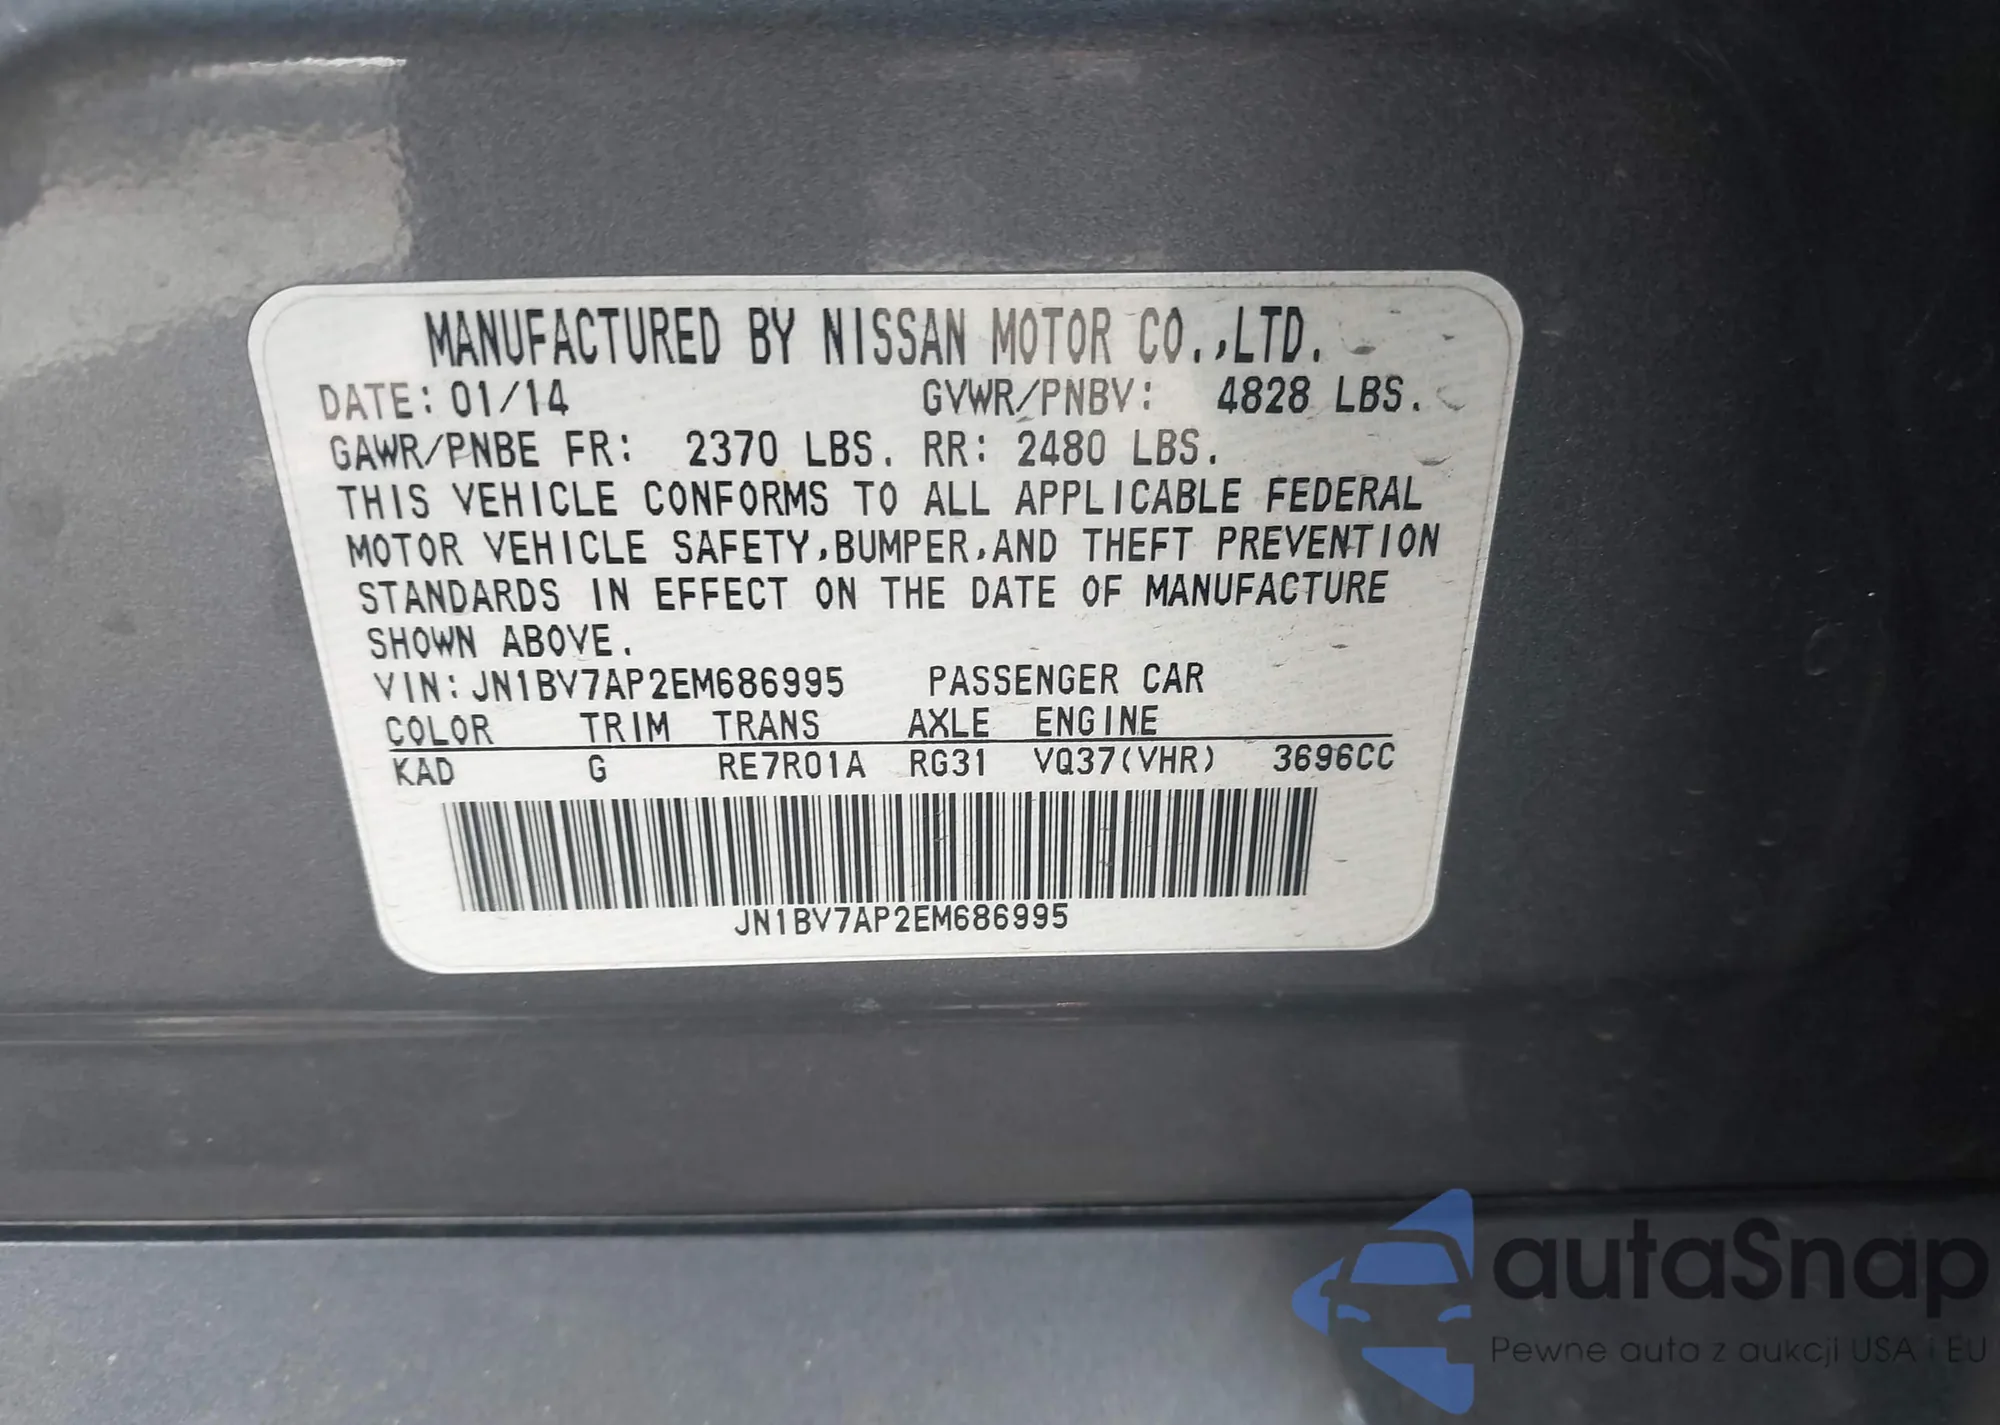 MANUFACTURED BY NISSAN MOTOR CO.,LTD.
DATE: 01/14 GVWR/PNBV: 4828 LBS.
GAWR/PNBE FR: 2370 LBS. RR: 2480 LBS.
THIS VEHICLE CONFORMS TO ALL APPLICABLE FEDERAL
MOTOR VEHICLE SAFETY,BUMPER,AND THEFT PREVENTION
STANDARDS IN EFFECT ON THE DATE OF MANUFACTURE
SHOWN ABOVE.
VIN: JN1BV7AP2EM686995 PASSENGER CAR
COLOR TRIM TRANS AXLE ENGINE
KAD G RE7R01A RG31 VQ37(VHR) 3696CC
JN1BV7AP2EM686995
autaSnap
Pewne auta z aukcji USA i EU